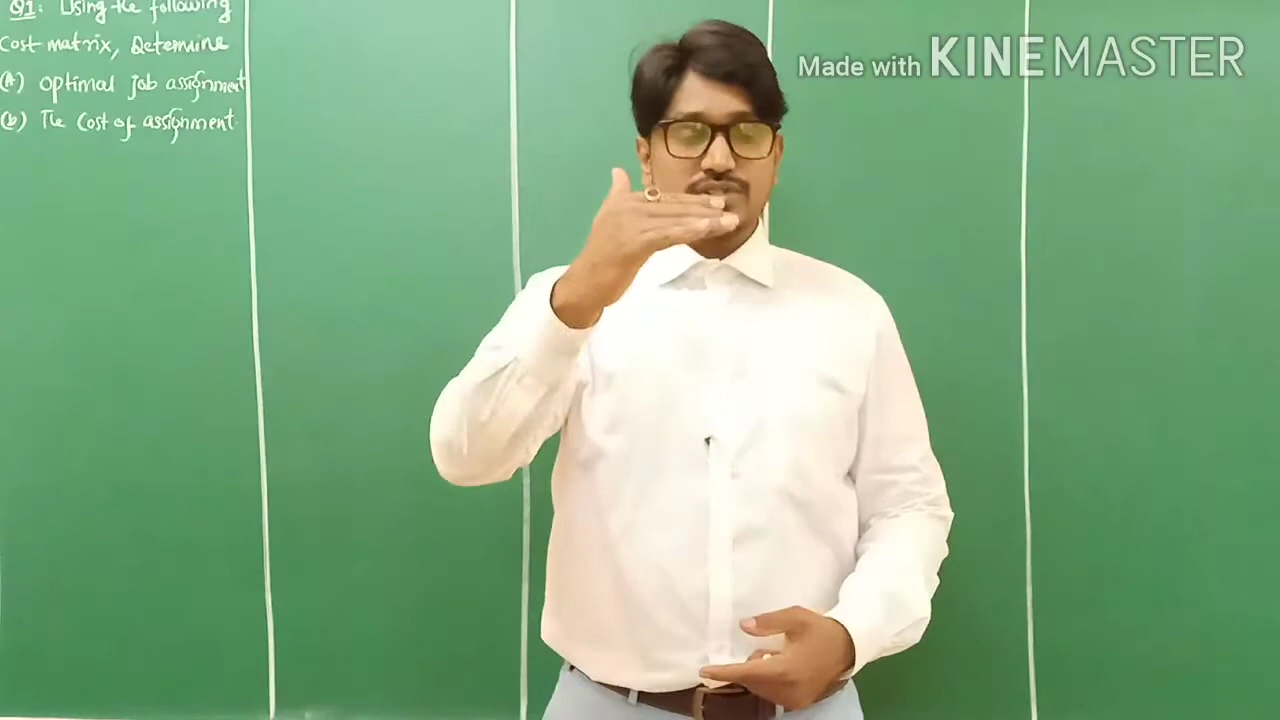 Q1: Using the following
Cost matrix, Determine
(a) optimal job assignment
(b) The cost of assignment
Made with KINEMASTER